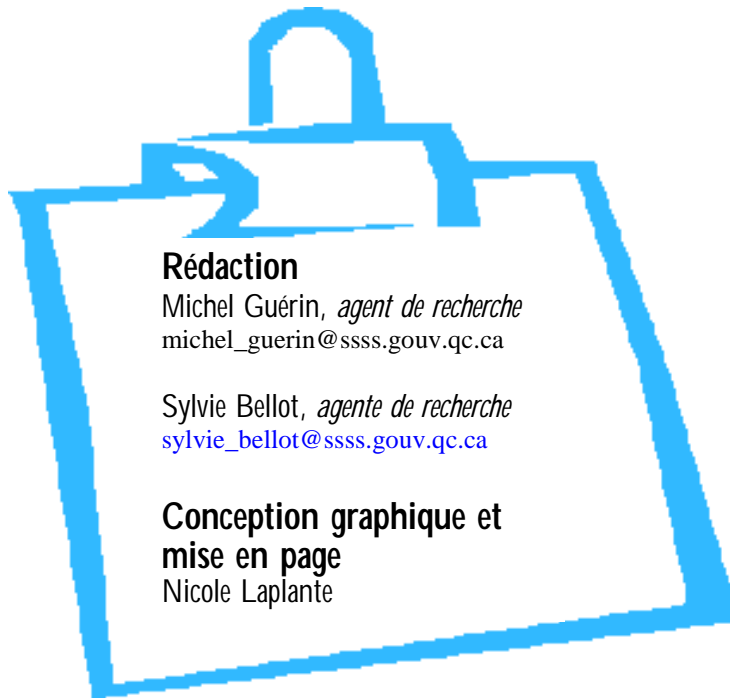 Rédaction
Michel Guérin, agent de recherche
michel_guerin@ssss.gouv.qc.ca
Sylvie Bellot, agente de recherche
sylvie_bellot@ssss.gouv.qc.ca
Conception graphique et
mise en page
Nicole Laplante